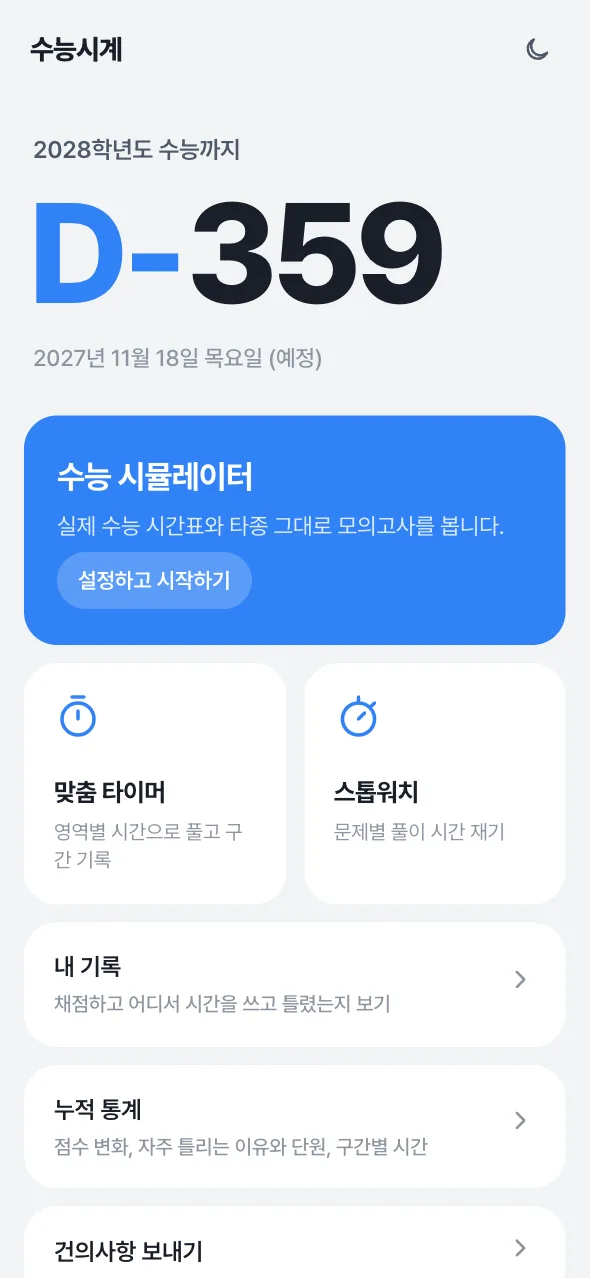 수능시계
2028학년도 수능까지
D-359
2027년 11월 18일 목요일 (예정)
수능 시뮬레이터
실제 수능 시간표와 타종 그대로 모의고사를 봅니다.
설정하고 시작하기
맞춤 타이머
영역별 시간으로 풀고 구
간 기록
스톱워치
문제별 풀이 시간 재기
내 기록
채점하고 어디서 시간을 쓰고 틀렸는지 보기
누적 통계
점수 변화, 자주 틀리는 이유와 단원, 구간별 시간
건의사항 보내기